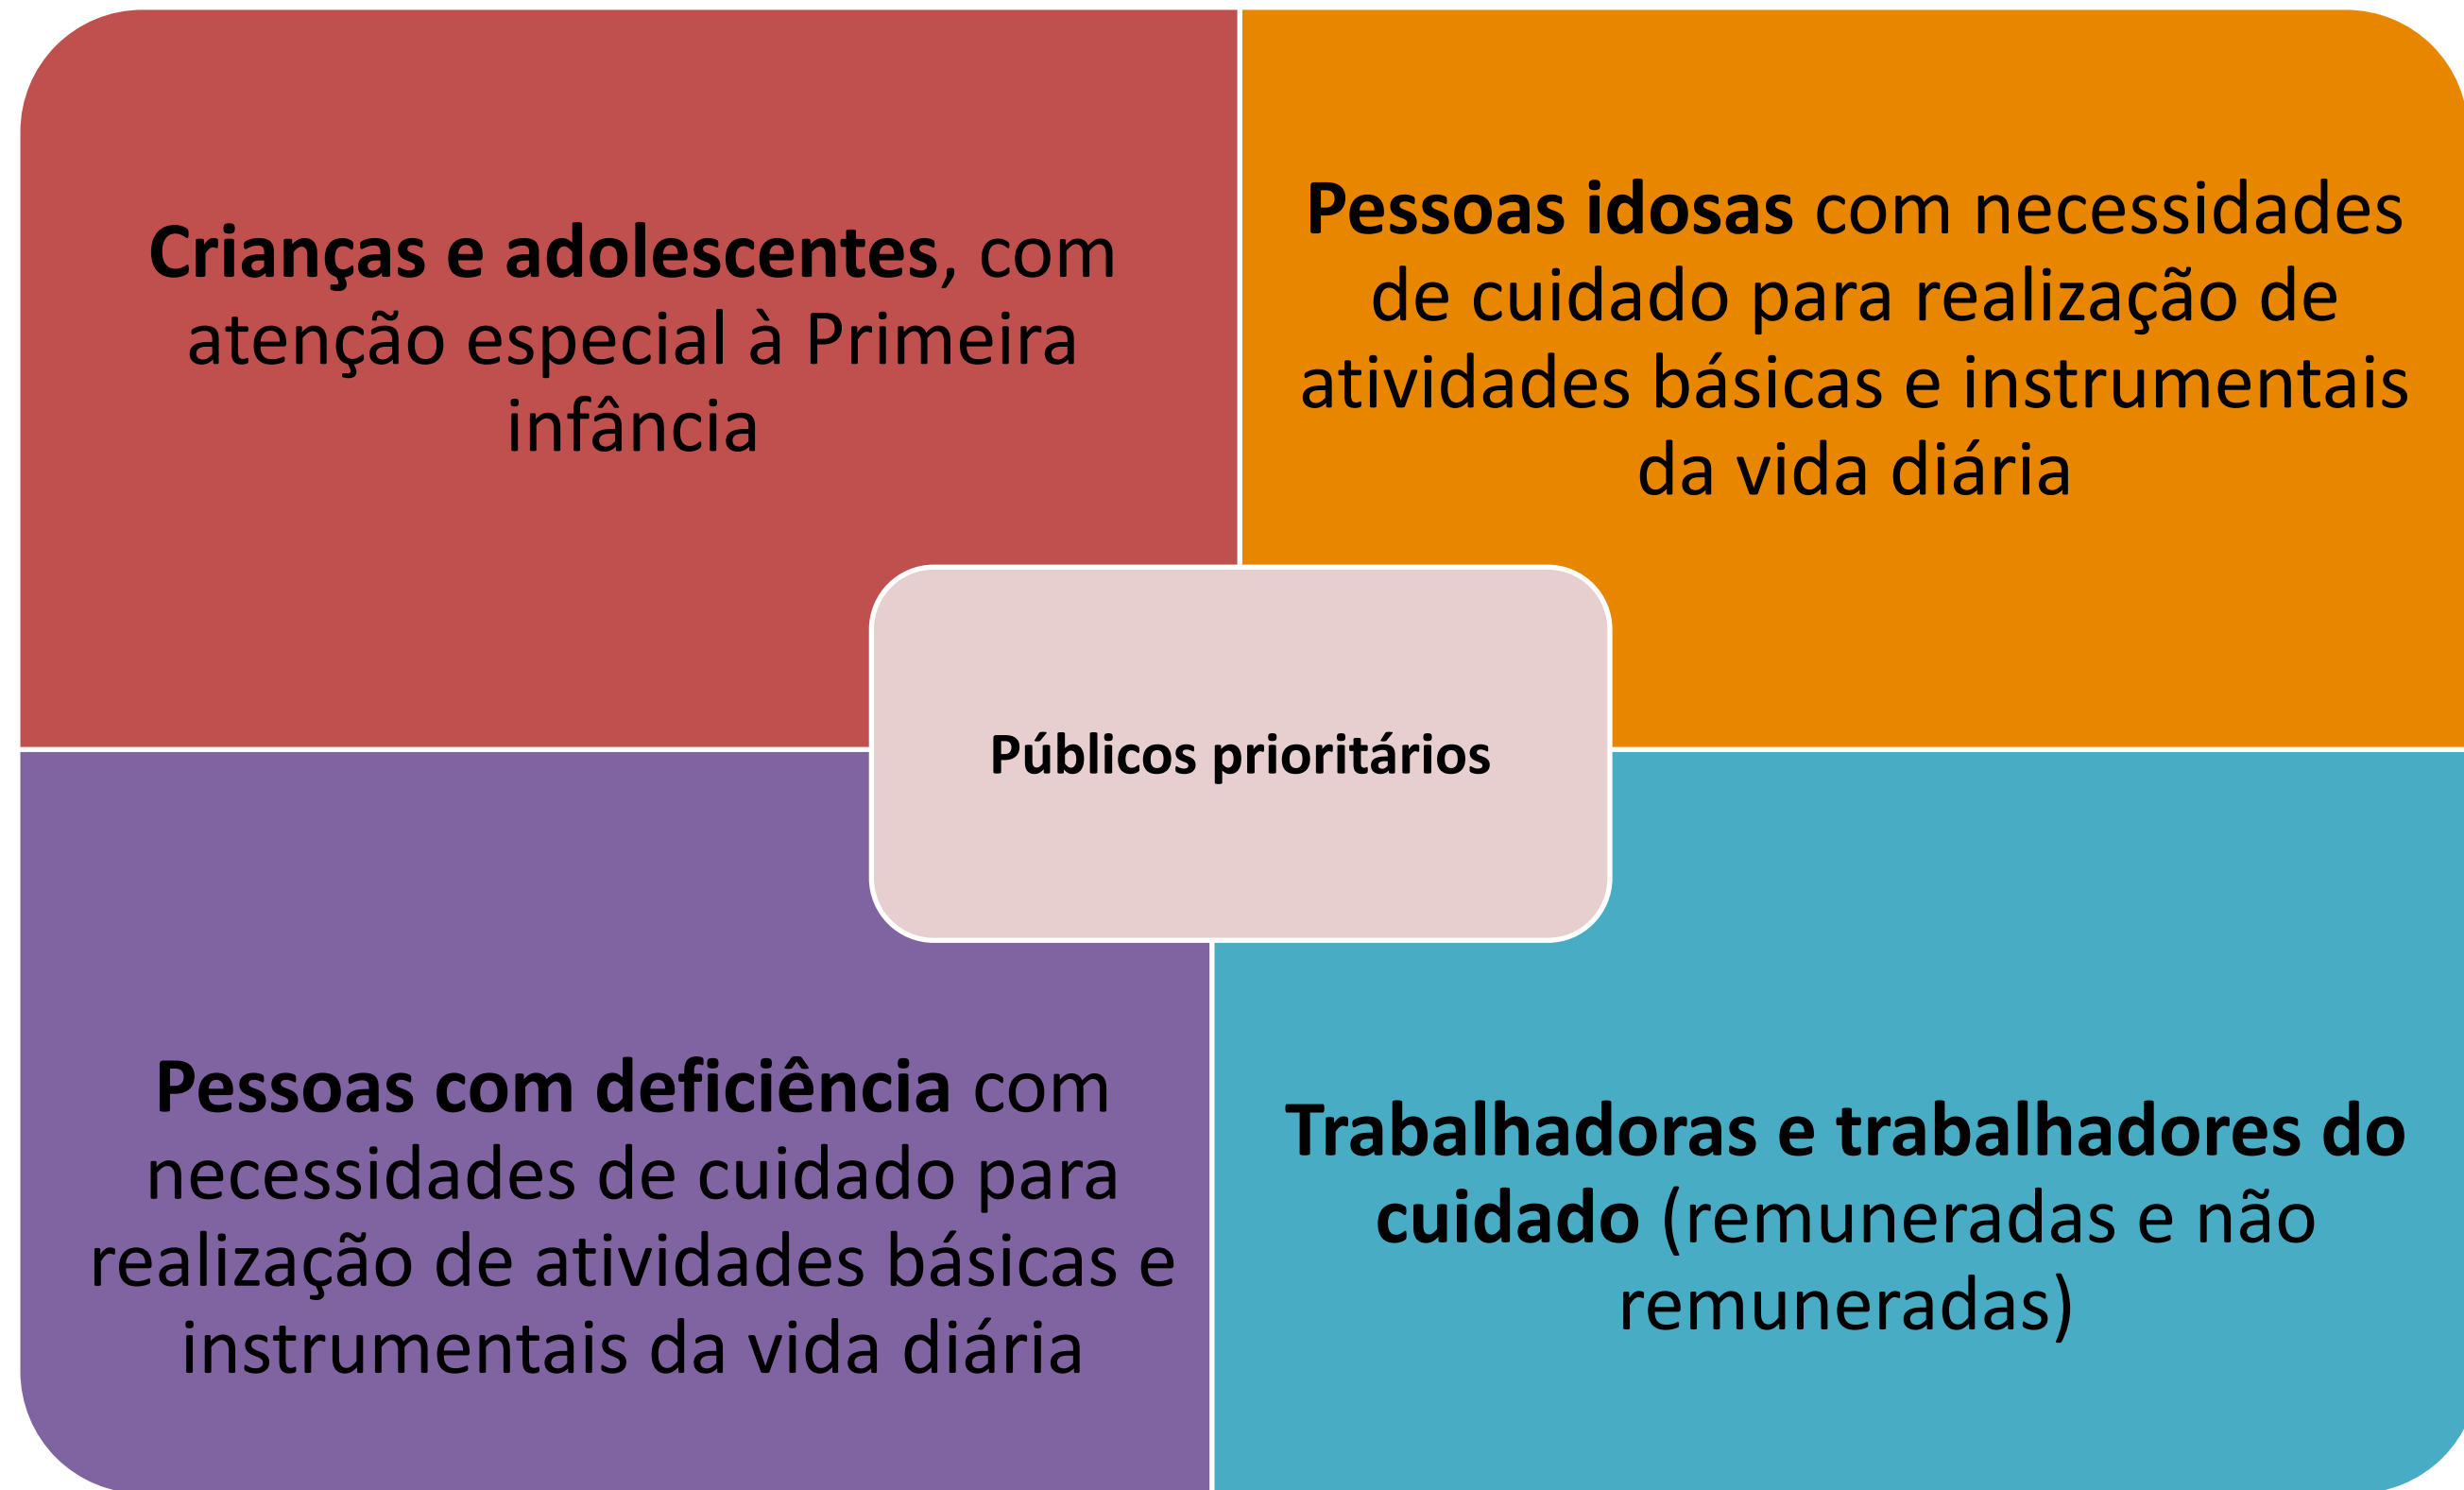 Crianças e adolescentes, com
atenção especial à Primeira
infância
Pessoas idosas com necessidades
de cuidado para realização de
atividades básicas e instrumentais
da vida diária
Públicos prioritários
Pessoas com deficiência com
necessidades de cuidado para
realização de atividades básicas e
instrumentais da vida diária
Trabalhadoras e trabalhadores do
cuidado (remuneradas e não
remuneradas)